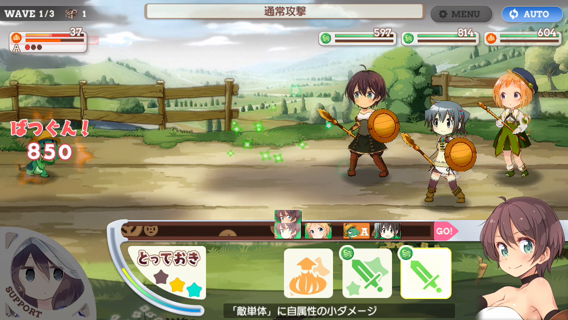 WAVE 1/3 1
通常攻撃
MENU
AUTO
37
A
597
814
604
ばつぐん!
850
A
GO!
とっておき
SUPPORT
「敵単体」に自属性の小ダメージ